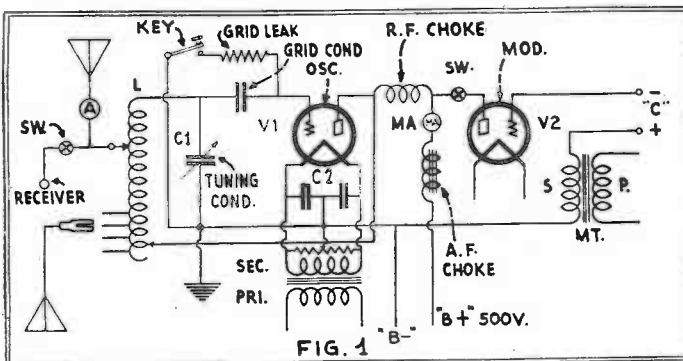 KEY
GRID LEAK
GRID COND
OSC.
R.F. CHOKE
MOD.
SW.
A
L
V1
MA
MA
V2
−
"C"
+
SW.
C1
C2
TUNING
COND.
S
P.
RECEIVER
MT.
A.F.
CHOKE
SEC.
PRI.
"B-"
"B+" 500V.
FIG. 1